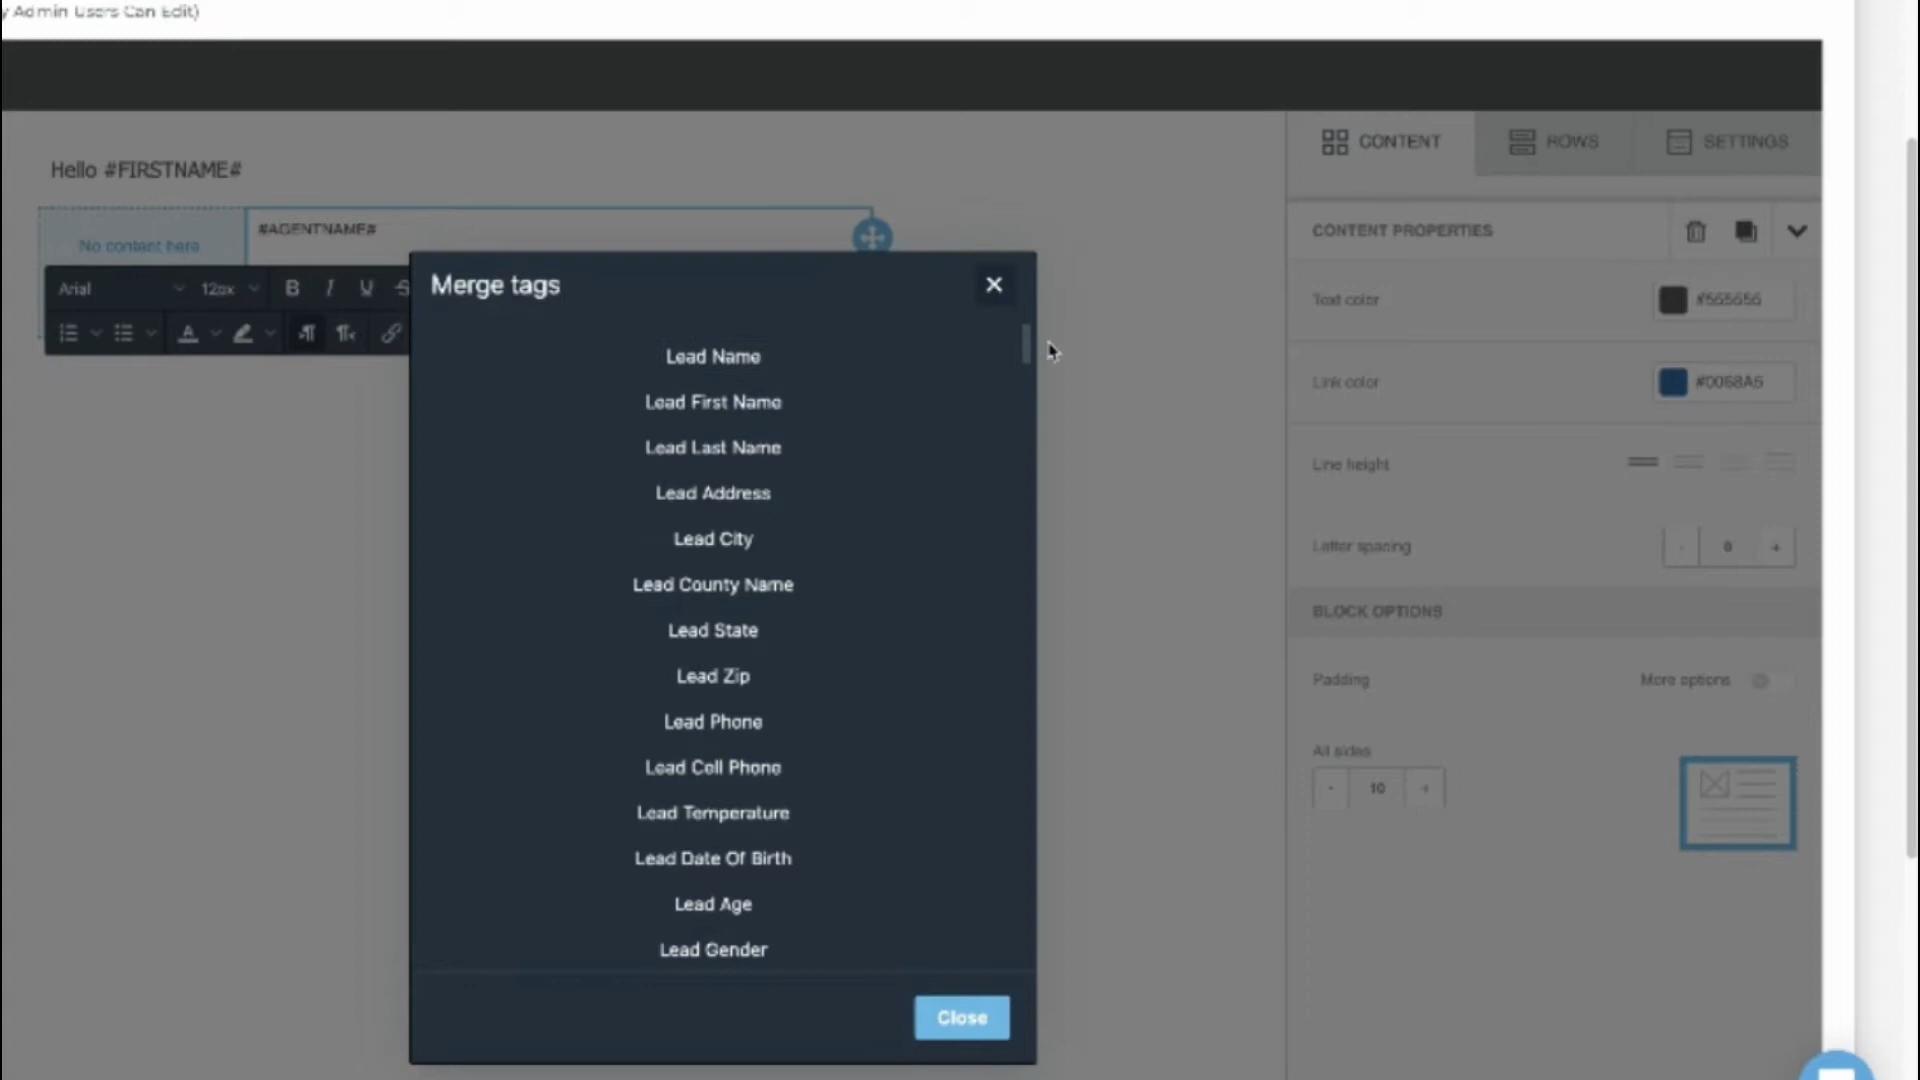 y Admin Users Can Edit)
CONTENT
ROWS
SETTINGS
Hello #FIRSTNAME#
#AGENTNAME#
No content here
CONTENT PROPERTIES
Arial
12px
B I U S
Merge tags
Text color
#565656
Lead Name
Lead First Name
Link color
#0068A5
Lead Last Name
Line height
Lead Address
Lead City
Letter spacing
- 0 +
Lead County Name
BLOCK OPTIONS
Lead State
Lead Zip
Padding
More options
Lead Phone
All sides
Lead Cell Phone
- 10 +
Lead Temperature
Lead Date Of Birth
Lead Age
Lead Gender
Close